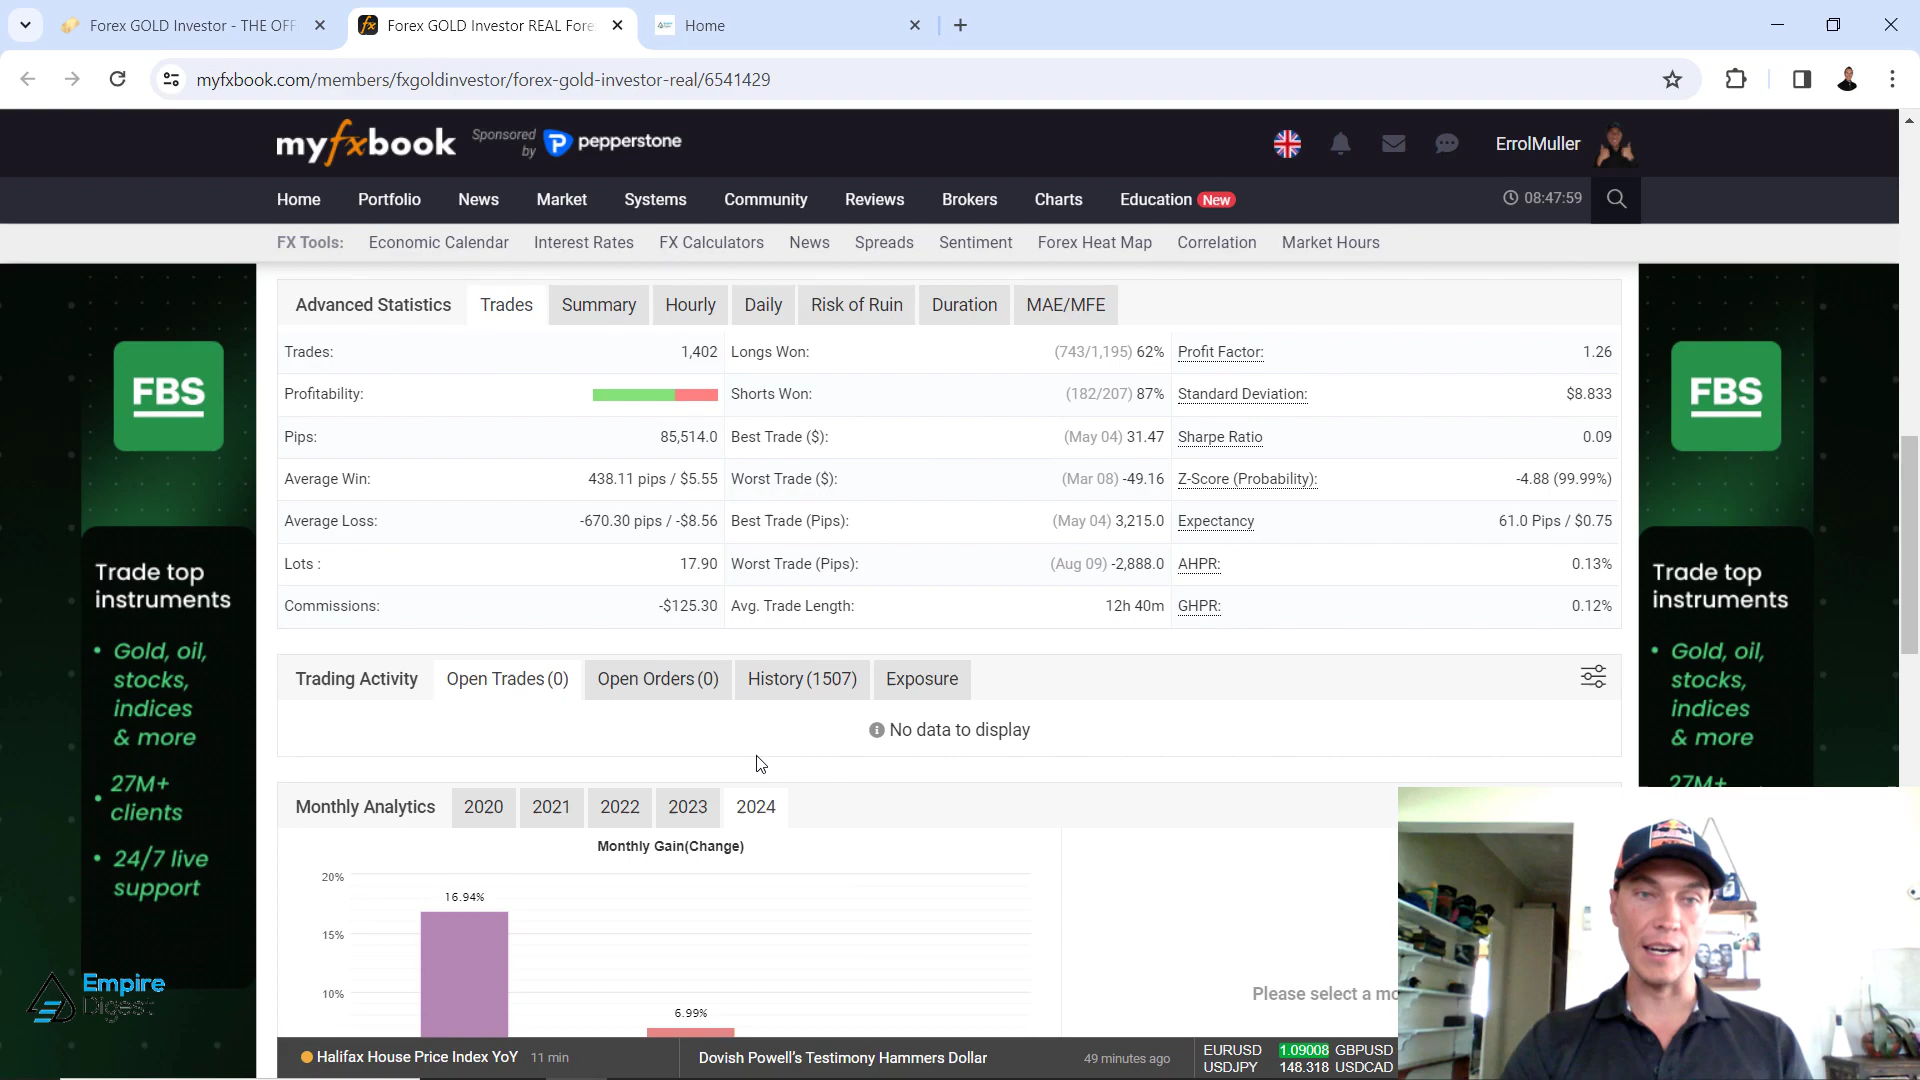 Forex GOLD Investor - THE OFF
Forex GOLD Investor REAL Fore
Home
myfxbook.com/members/fxgoldinvestor/forex-gold-investor-real/6541429
myfxbook
Sponsored by
pepperstone
ErrolMuller
Home Portfolio News Market Systems Community Reviews Brokers Charts Education New
08:47:59
FX Tools: Economic Calendar Interest Rates FX Calculators News Spreads Sentiment Forex Heat Map Correlation Market Hours
Advanced Statistics Trades Summary Hourly Daily Risk of Ruin Duration MAE/MFE
Trades: 1,402 Longs Won: (743/1,195) 62% Profit Factor: 1.26
Profitability: Shorts Won: (182/207) 87% Standard Deviation: $8.833
Pips: 85,514.0 Best Trade ($): (May 04) 31.47 Sharpe Ratio 0.09
Average Win: 438.11 pips / $5.55 Worst Trade ($): (Mar 08) -49.16 Z-Score (Probability): -4.88 (99.99%)
Average Loss: -670.30 pips / -$8.56 Best Trade (Pips): (May 04) 3,215.0 Expectancy 61.0 Pips / $0.75
Lots : 17.90 Worst Trade (Pips): (Aug 09) -2,888.0 AHPR: 0.13%
Commissions: -$125.30 Avg. Trade Length: 12h 40m GHPR: 0.12%
Trading Activity Open Trades (0) Open Orders (0) History (1507) Exposure
No data to display
Monthly Analytics 2020 2021 2022 2023 2024
Monthly Gain(Change)
20%
16.94%
15%
10%
6.99%
Please select a mo
FBS
Trade top
instruments
• Gold, oil,
stocks,
indices
& more
• 27M+
clients
• 24/7 live
support
FBS
Trade top
instruments
• Gold, oil,
stocks,
indices
& more
27M+
Empire
Digest
Halifax House Price Index YoY 11 min
Dovish Powell's Testimony Hammers Dollar 49 minutes ago
EURUSD 1.09008 GBPUSD
USDJPY 148.318 USDCAD